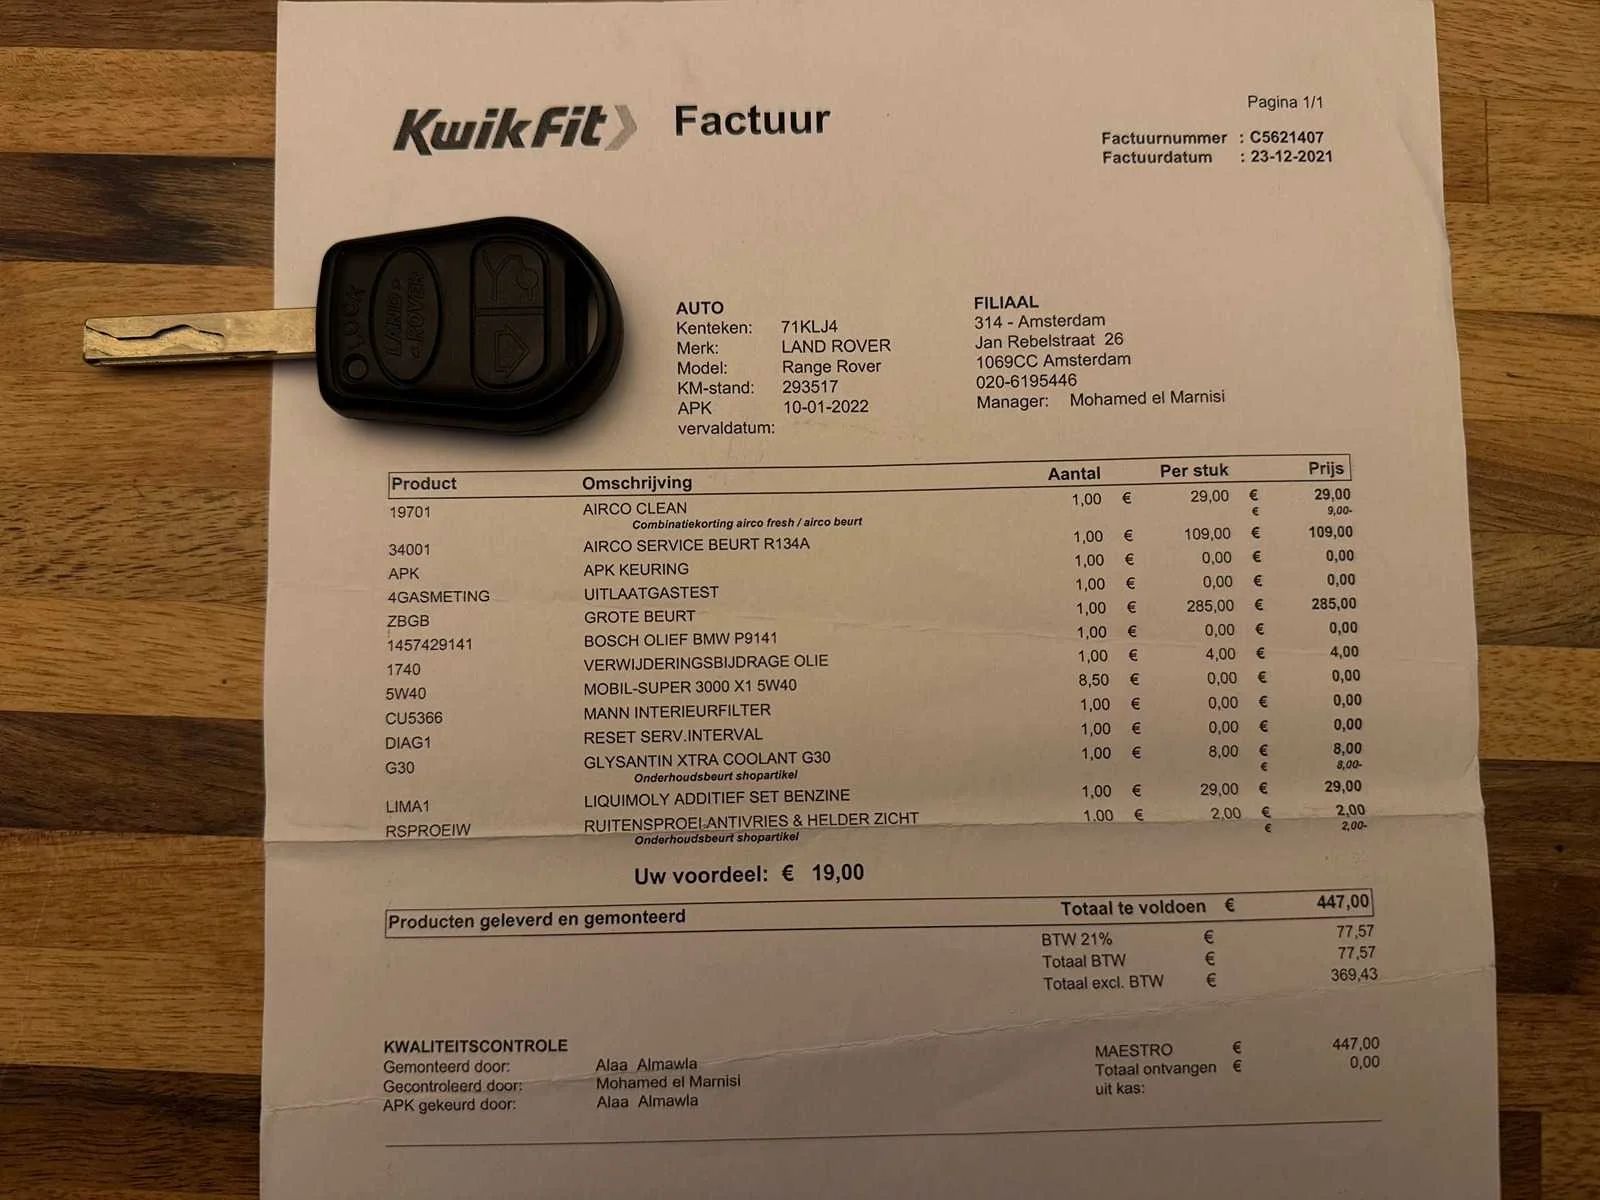 KwikFit Factuur
Pagina 1/1
Factuurnummer : C5621407
Factuurdatum : 23-12-2021
LOCK
LAND ROVER
AUTO
Kenteken: 71KLJ4
Merk: LAND ROVER
Model: Range Rover
KM-stand: 293517
APK 10-01-2022
vervaldatum:
FILIAAL
314 - Amsterdam
Jan Rebelstraat 26
1069CC Amsterdam
020-6195446
Manager: Mohamed el Marnisi
Product Omschrijving Aantal Per stuk Prijs
19701 AIRCO CLEAN 1,00 € 29,00 € 29,00
Combinatiekorting airco fresh / airco beurt € 9,00-
34001 AIRCO SERVICE BEURT R134A 1,00 € 109,00 € 109,00
APK APK KEURING 1,00 € 0,00 € 0,00
4GASMETING UITLAATGASTEST 1,00 € 0,00 € 0,00
ZBGB GROTE BEURT 1,00 € 285,00 € 285,00
1457429141 BOSCH OLIEF BMW P9141 1,00 € 0,00 € 0,00
1740 VERWIJDERINGSBIJDRAGE OLIE 1,00 € 4,00 € 4,00
5W40 MOBIL-SUPER 3000 X1 5W40 8,50 € 0,00 € 0,00
CU5366 MANN INTERIEURFILTER 1,00 € 0,00 € 0,00
DIAG1 RESET SERV.INTERVAL 1,00 € 0,00 € 0,00
G30 GLYSANTIN XTRA COOLANT G30 1,00 € 8,00 € 8,00
Onderhoudsbeurt shopartikel € 8,00-
LIMA1 LIQUIMOLY ADDITIEF SET BENZINE 1,00 € 29,00 € 29,00
RSPROEIW RUITENSPROEI.ANTIVRIES & HELDER ZICHT 1,00 € 2,00 € 2,00
Onderhoudsbeurt shopartikel € 2,00-
Uw voordeel: € 19,00
Producten geleverd en gemonteerd Totaal te voldoen € 447,00
BTW 21% € 77,57
Totaal BTW € 77,57
Totaal excl. BTW € 369,43
KWALITEITSCONTROLE
Gemonteerd door: Alaa Almawla
Gecontroleerd door: Mohamed el Marnisi
APK gekeurd door: Alaa Almawla
MAESTRO € 447,00
Totaal ontvangen € 0,00
uit kas: